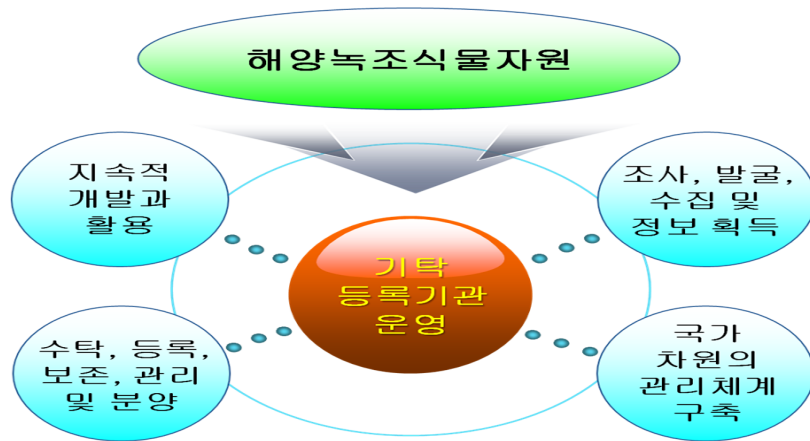 해양녹조식물자원
지속적
개발과
활용
조사, 발굴,
수집 및
정보 획득
기탁
등록기관
운영
수탁, 등록,
보존, 관리
및 분양
국가
차원의
관리체계
구축